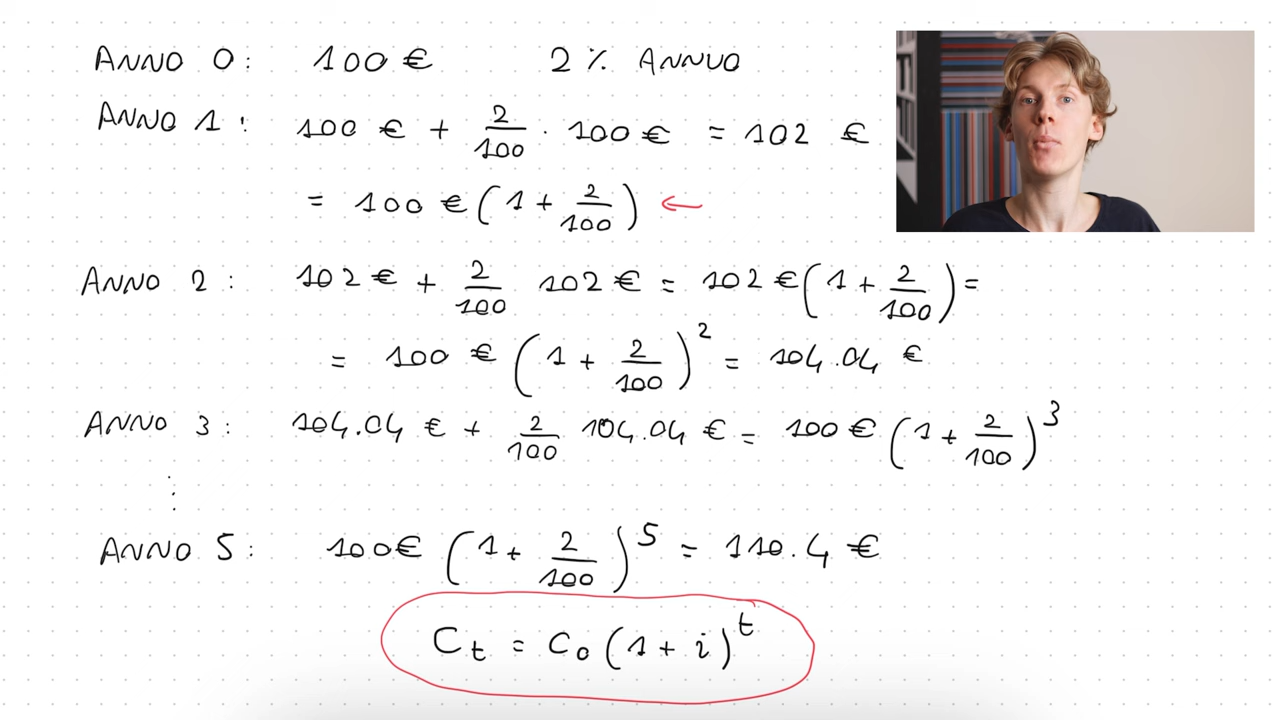 ANNO 0: 100 € 2 % ANNUO
ANNO 1: 100 € + 2/100 · 100 € = 102 €
= 100 € (1 + 2/100) ←
ANNO 2: 102 € + 2/100 102 € = 102 € (1 + 2/100) =
= 100 € (1 + 2/100)² = 104.04 €
ANNO 3: 104.04 € + 2/100 104.04 € = 100 € (1 + 2/100)³
⋮
ANNO 5: 100 € (1 + 2/100)⁵ = 110.4 €
Cₜ = C₀ (1 + i)ᵗ